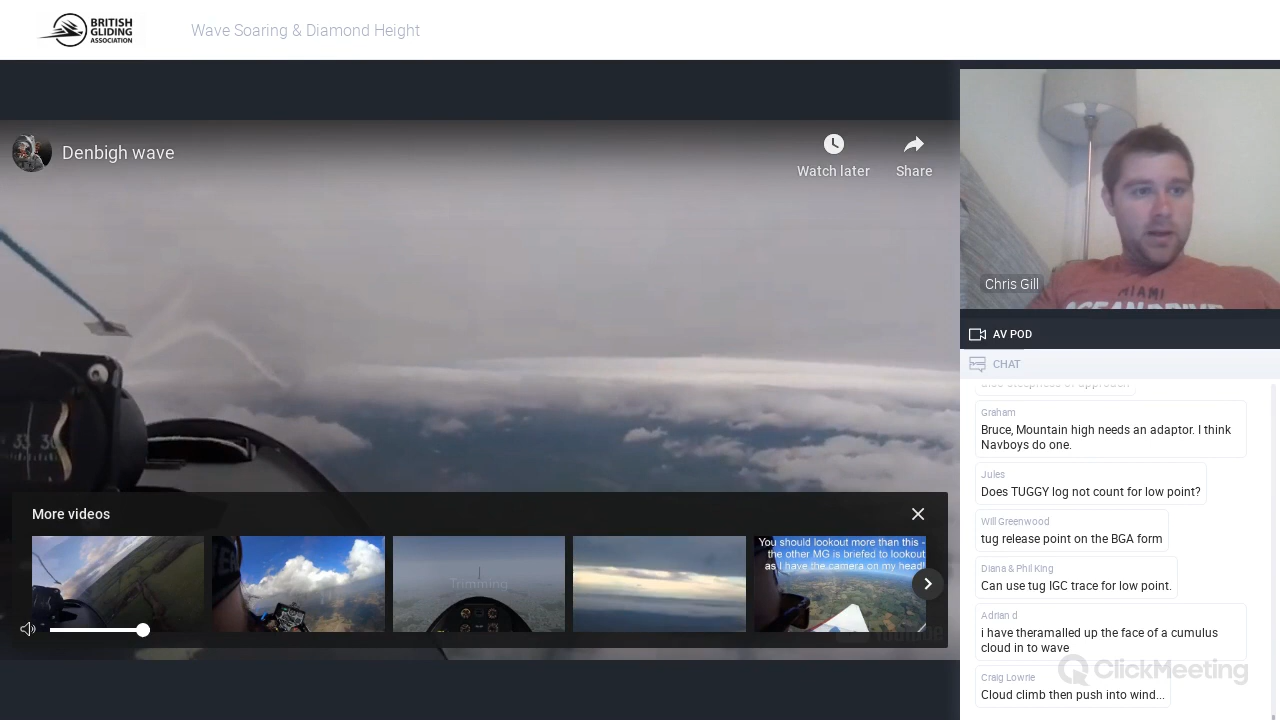 BRITISH
GLIDING
ASSOCIATION
Wave Soaring & Diamond Height
Denbigh wave
Watch later
Share
33 30
More videos
Trimming
You should lookout more than this -
the other MG is briefed to lookout
as I have the camera on my head!
Chris Gill
MIAMI
AV POD
CHAT
Graham
Bruce, Mountain high needs an adaptor. I think
Navboys do one.
Jules
Does TUGGY log not count for low point?
Will Greenwood
tug release point on the BGA form
Diana & Phil King
Can use tug IGC trace for low point.
Adrian d
i have theramalled up the face of a cumulus
cloud in to wave
Craig Lowrie
Cloud climb then push into wind...
ClickMeeting